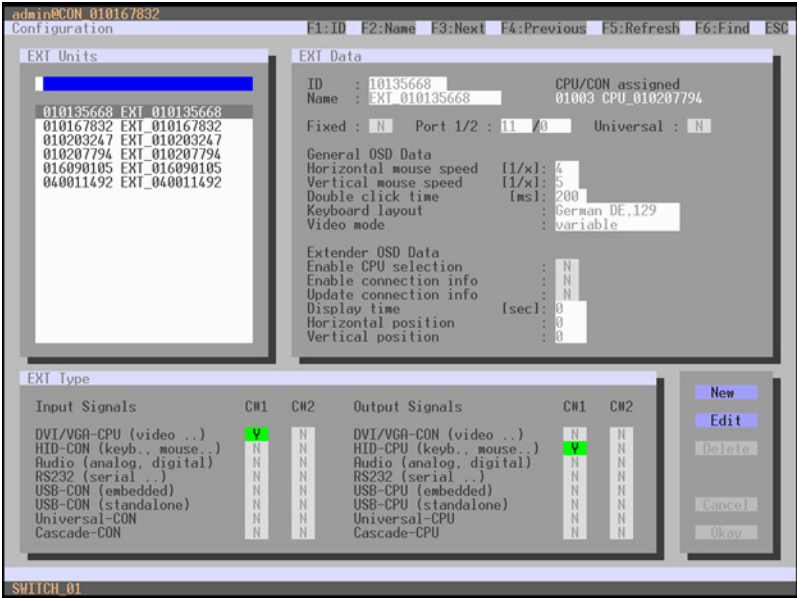 admin@CON_010167832
Configuration F1:ID F2:Name F3:Next F4:Previous F5:Refresh F6:Find ESC
EXT Units
010135668 EXT_010135668
010167832 EXT_010167832
010203247 EXT_010203247
010207794 EXT_010207794
016090105 EXT_016090105
040011492 EXT_040011492
EXT Data
ID : 10135668 CPU/CON assigned
Name : EXT_010135668 01003 CPU_010207794
Fixed : N Port 1/2 : 11 /0 Universal : N
General OSD Data
Horizontal mouse speed [1/x]: 4
Vertical mouse speed [1/x]: 5
Double click time [ms]: 200
Keyboard layout : German DE,129
Video mode : variable
Extender OSD Data
Enable CPU selection : N
Enable connection info : N
Update connection info : N
Display time [sec]: 0
Horizontal position : 0
Vertical position : 0
EXT Type
Input Signals C#1 C#2 Output Signals C#1 C#2
DVI/VGA-CPU (video ..) Y N DVI/VGA-CON (video ..) N N
HID-CON (keyb., mouse..) N N HID-CPU (keyb., mouse..) Y N
Audio (analog, digital) N N Audio (analog, digital) N N
RS232 (serial ..) N N RS232 (serial ..) N N
USB-CON (embedded) N N USB-CPU (embedded) N N
USB-CON (standalone) N N USB-CPU (standalone) N N
Universal-CON N N Universal-CPU N N
Cascade-CON N N Cascade-CPU N N
New
Edit
Delete
Cancel
Okay
SWITCH_01